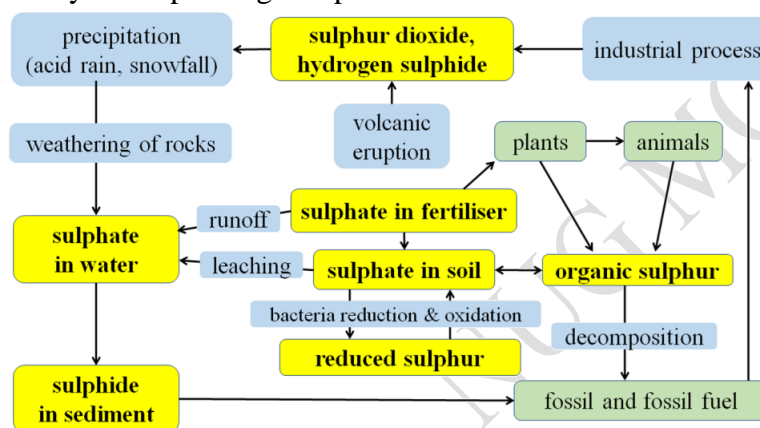 precipitation
(acid rain, snowfall)
sulphur dioxide,
hydrogen sulphide
industrial process
weathering of rocks
volcanic
eruption
plants
animals
sulphate in fertiliser
runoff
sulphate
in water
leaching
sulphate in soil
organic sulphur
bacteria reduction & oxidation
decomposition
reduced sulphur
sulphide
in sediment
fossil and fossil fuel